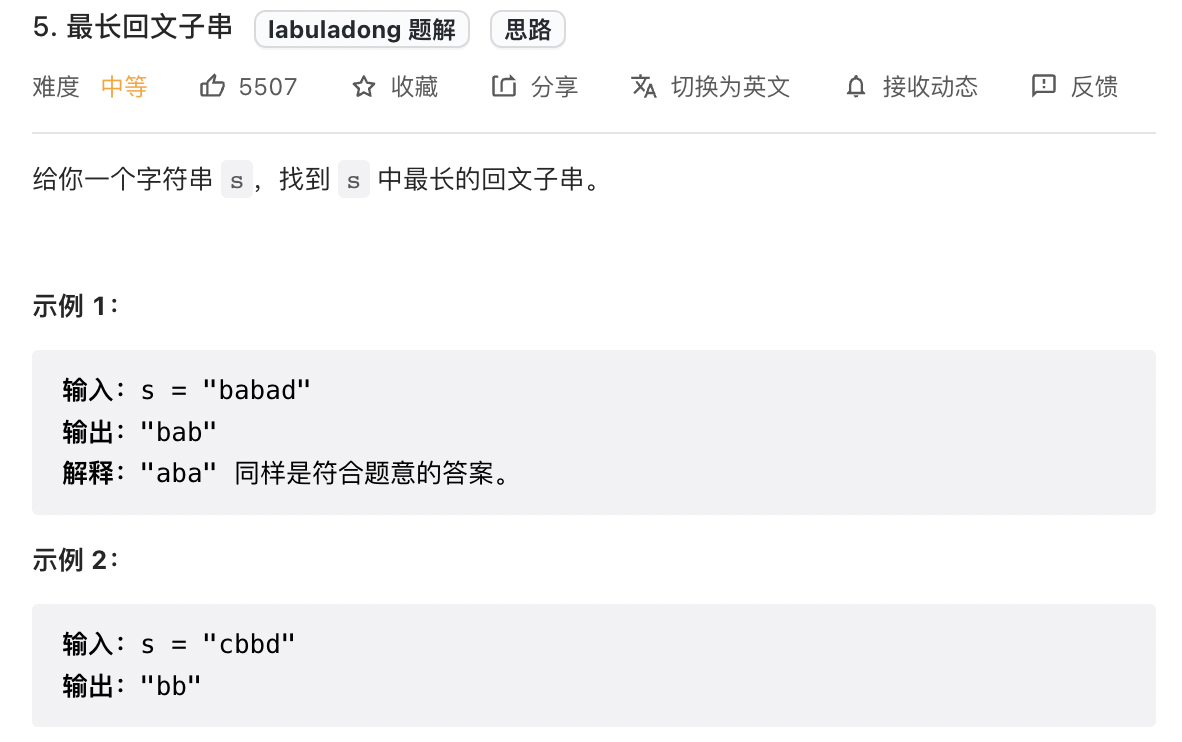 5. 最长回文子串 labuladong 题解 思路
难度 中等 5507 收藏 分享 切换为英文 接收动态 反馈
给你一个字符串 s，找到 s 中最长的回文子串。
示例 1：
输入：s = "babad"
输出："bab"
解释："aba" 同样是符合题意的答案。
示例 2：
输入：s = "cbbd"
输出："bb"